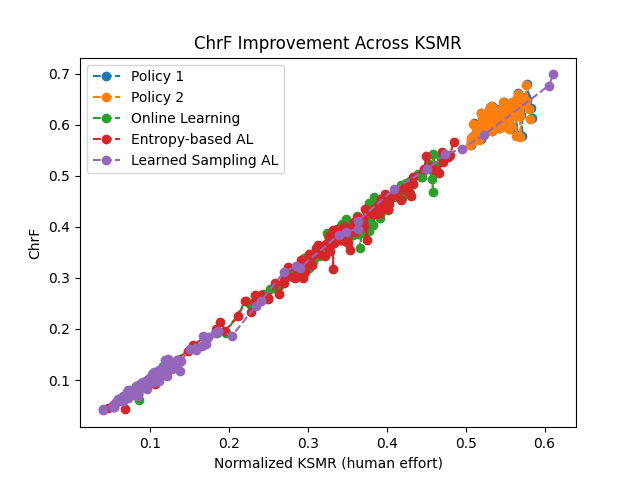 ChrF Improvement Across KSMR
Policy 1
Policy 2
Online Learning
Entropy-based AL
Learned Sampling AL
ChrF
0.7
0.6
0.5
0.4
0.3
0.2
0.1
0.1 0.2 0.3 0.4 0.5 0.6
Normalized KSMR (human effort)